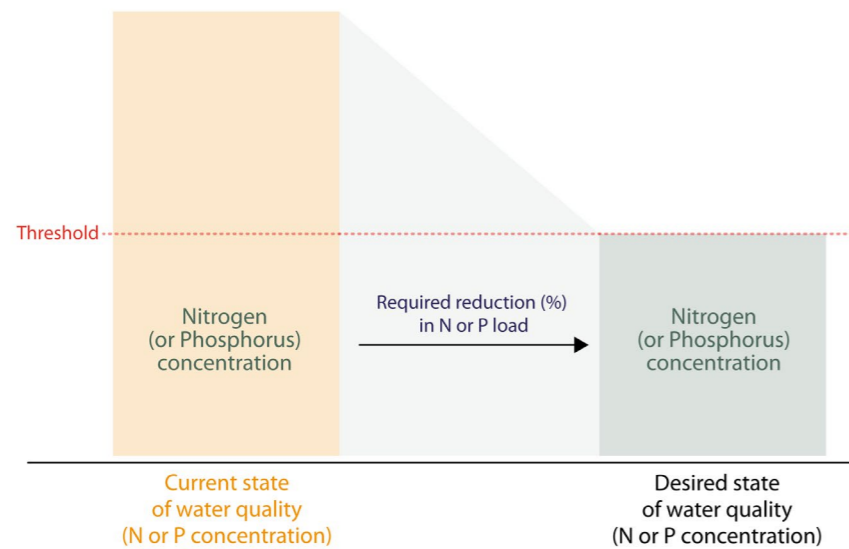 Threshold
Nitrogen
(or Phosphorus)
concentration
Required reduction (%)
in N or P load
Nitrogen
(or Phosphorus)
concentration
Current state
of water quality
(N or P concentration)
Desired state
of water quality
(N or P concentration)